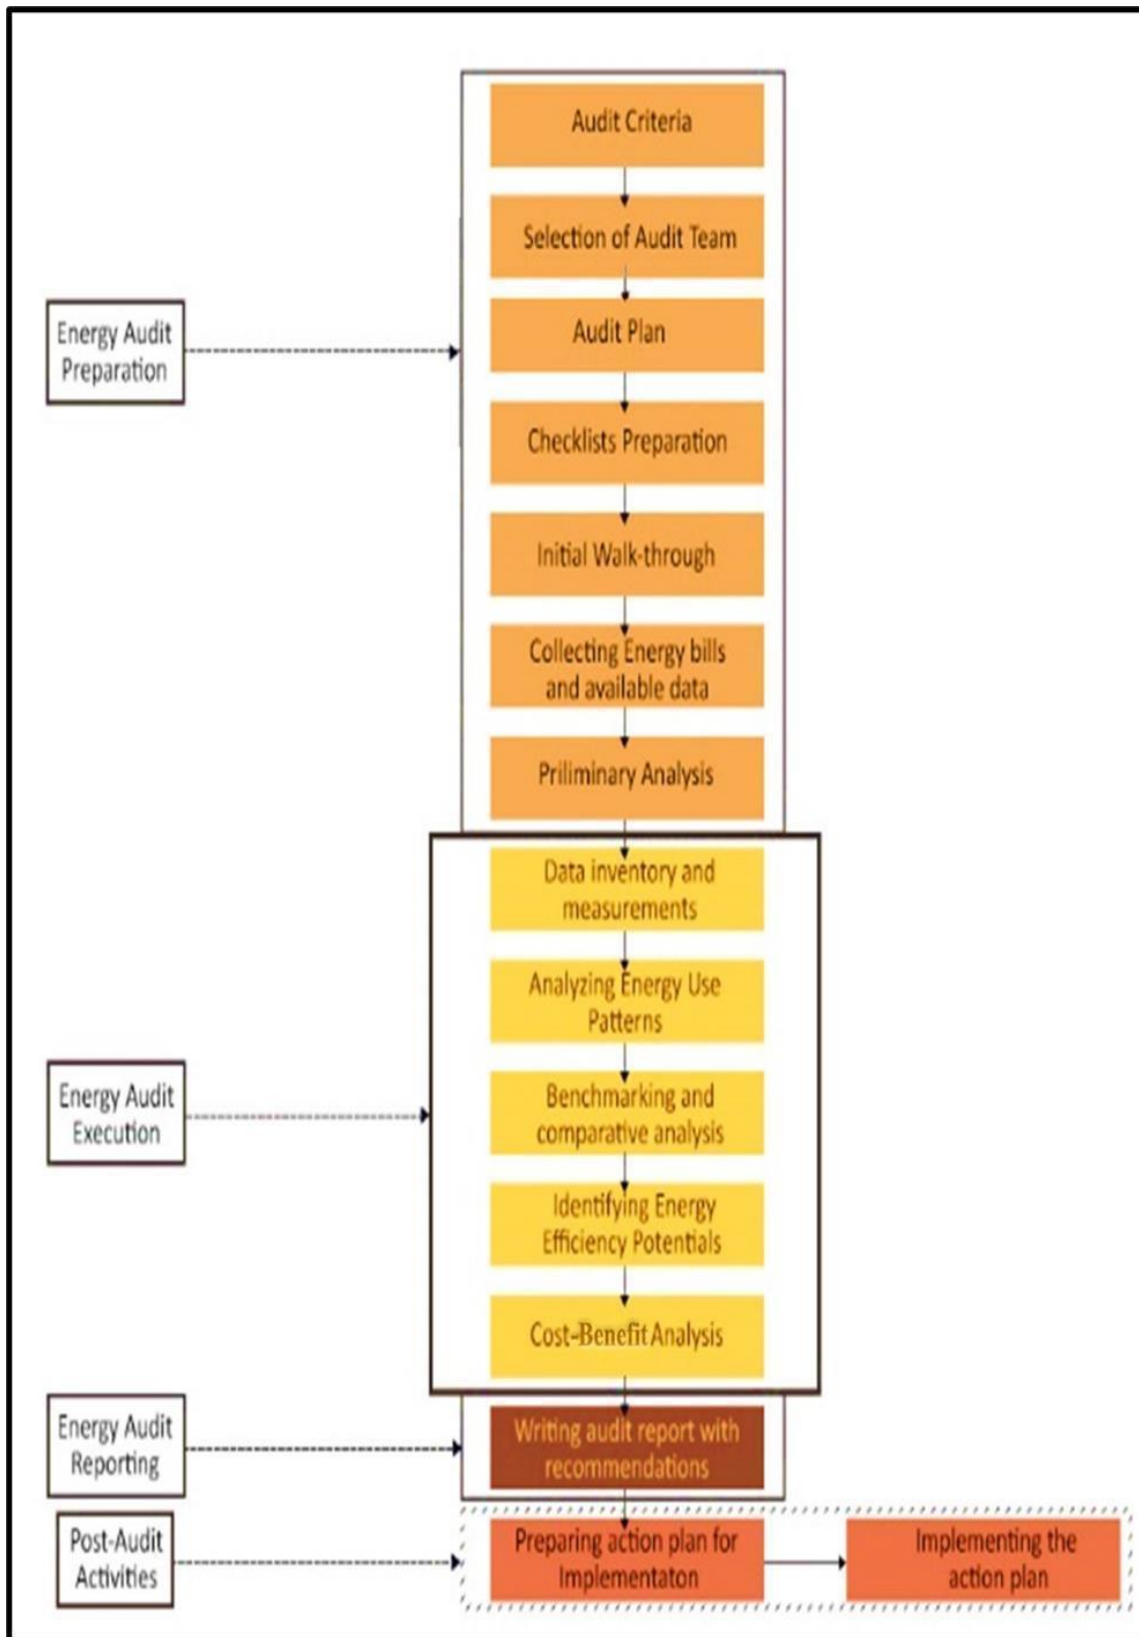 Audit Criteria
Selection of Audit Team
Audit Plan
Energy Audit
Preparation
Checklists Preparation
Initial Walk-through
Collecting Energy bills
and available data
Priliminary Analysis
Data inventory and
measurements
Analyzing Energy Use
Patterns
Energy Audit
Execution
Benchmarking and
comparative analysis
Identifying Energy
Efficiency Potentials
Cost-Benefit Analysis
Energy Audit
Reporting
Writing audit report with
recommendations
Post-Audit
Activities
Preparing action plan for
Implementaton
Implementing the
action plan